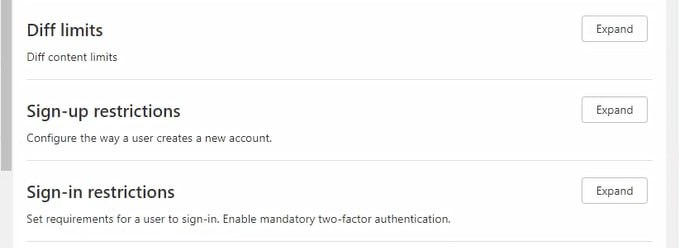 Diff limits
Expand
Diff content limits
Sign-up restrictions
Expand
Configure the way a user creates a new account.
Sign-in restrictions
Expand
Set requirements for a user to sign-in. Enable mandatory two-factor authentication.